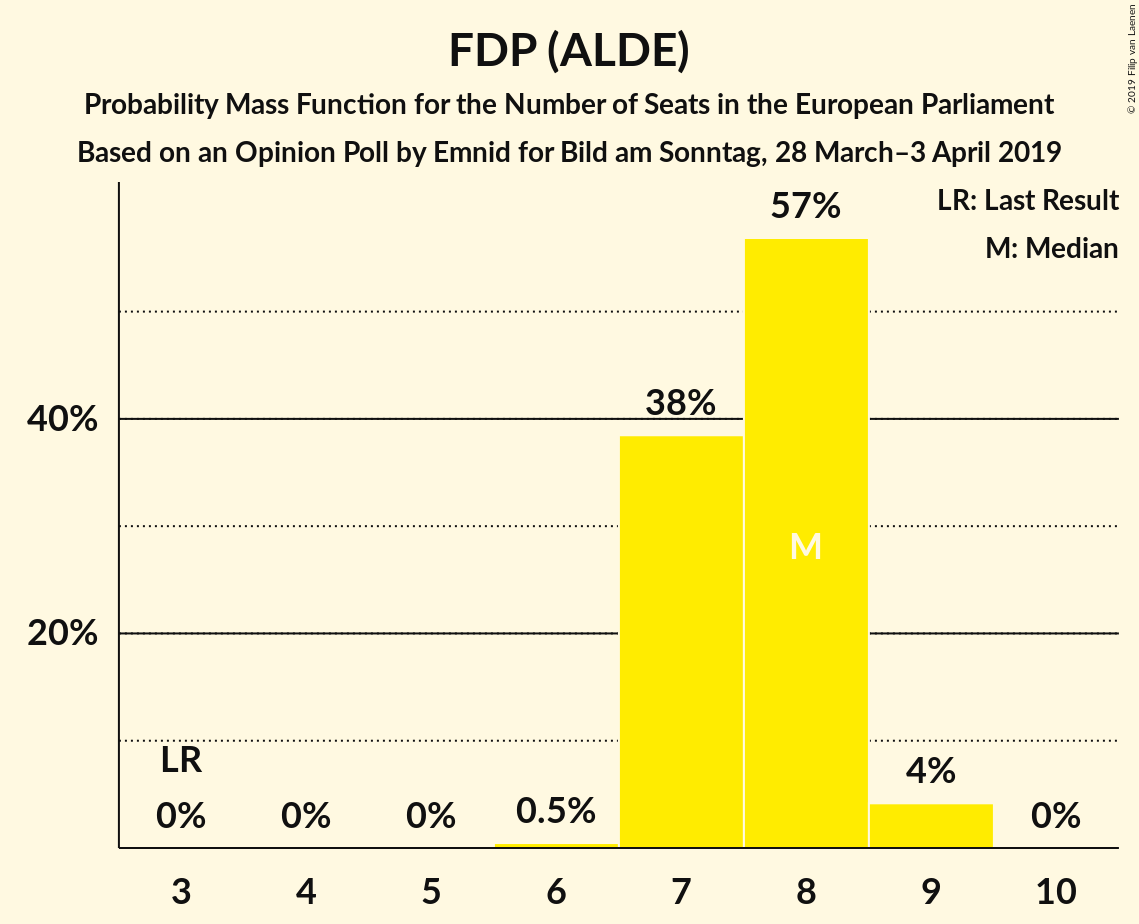 FDP (ALDE)
Probability Mass Function for the Number of Seats in the European Parliament
Based on an Opinion Poll by Emnid for Bild am Sonntag, 28 March–3 April 2019
© 2019 Filip van Laenen
LR: Last Result
M: Median
57%
38%
40%
M
20%
LR
0%
0%
0%
0.5%
4%
0%
3 4 5 6 7 8 9 10